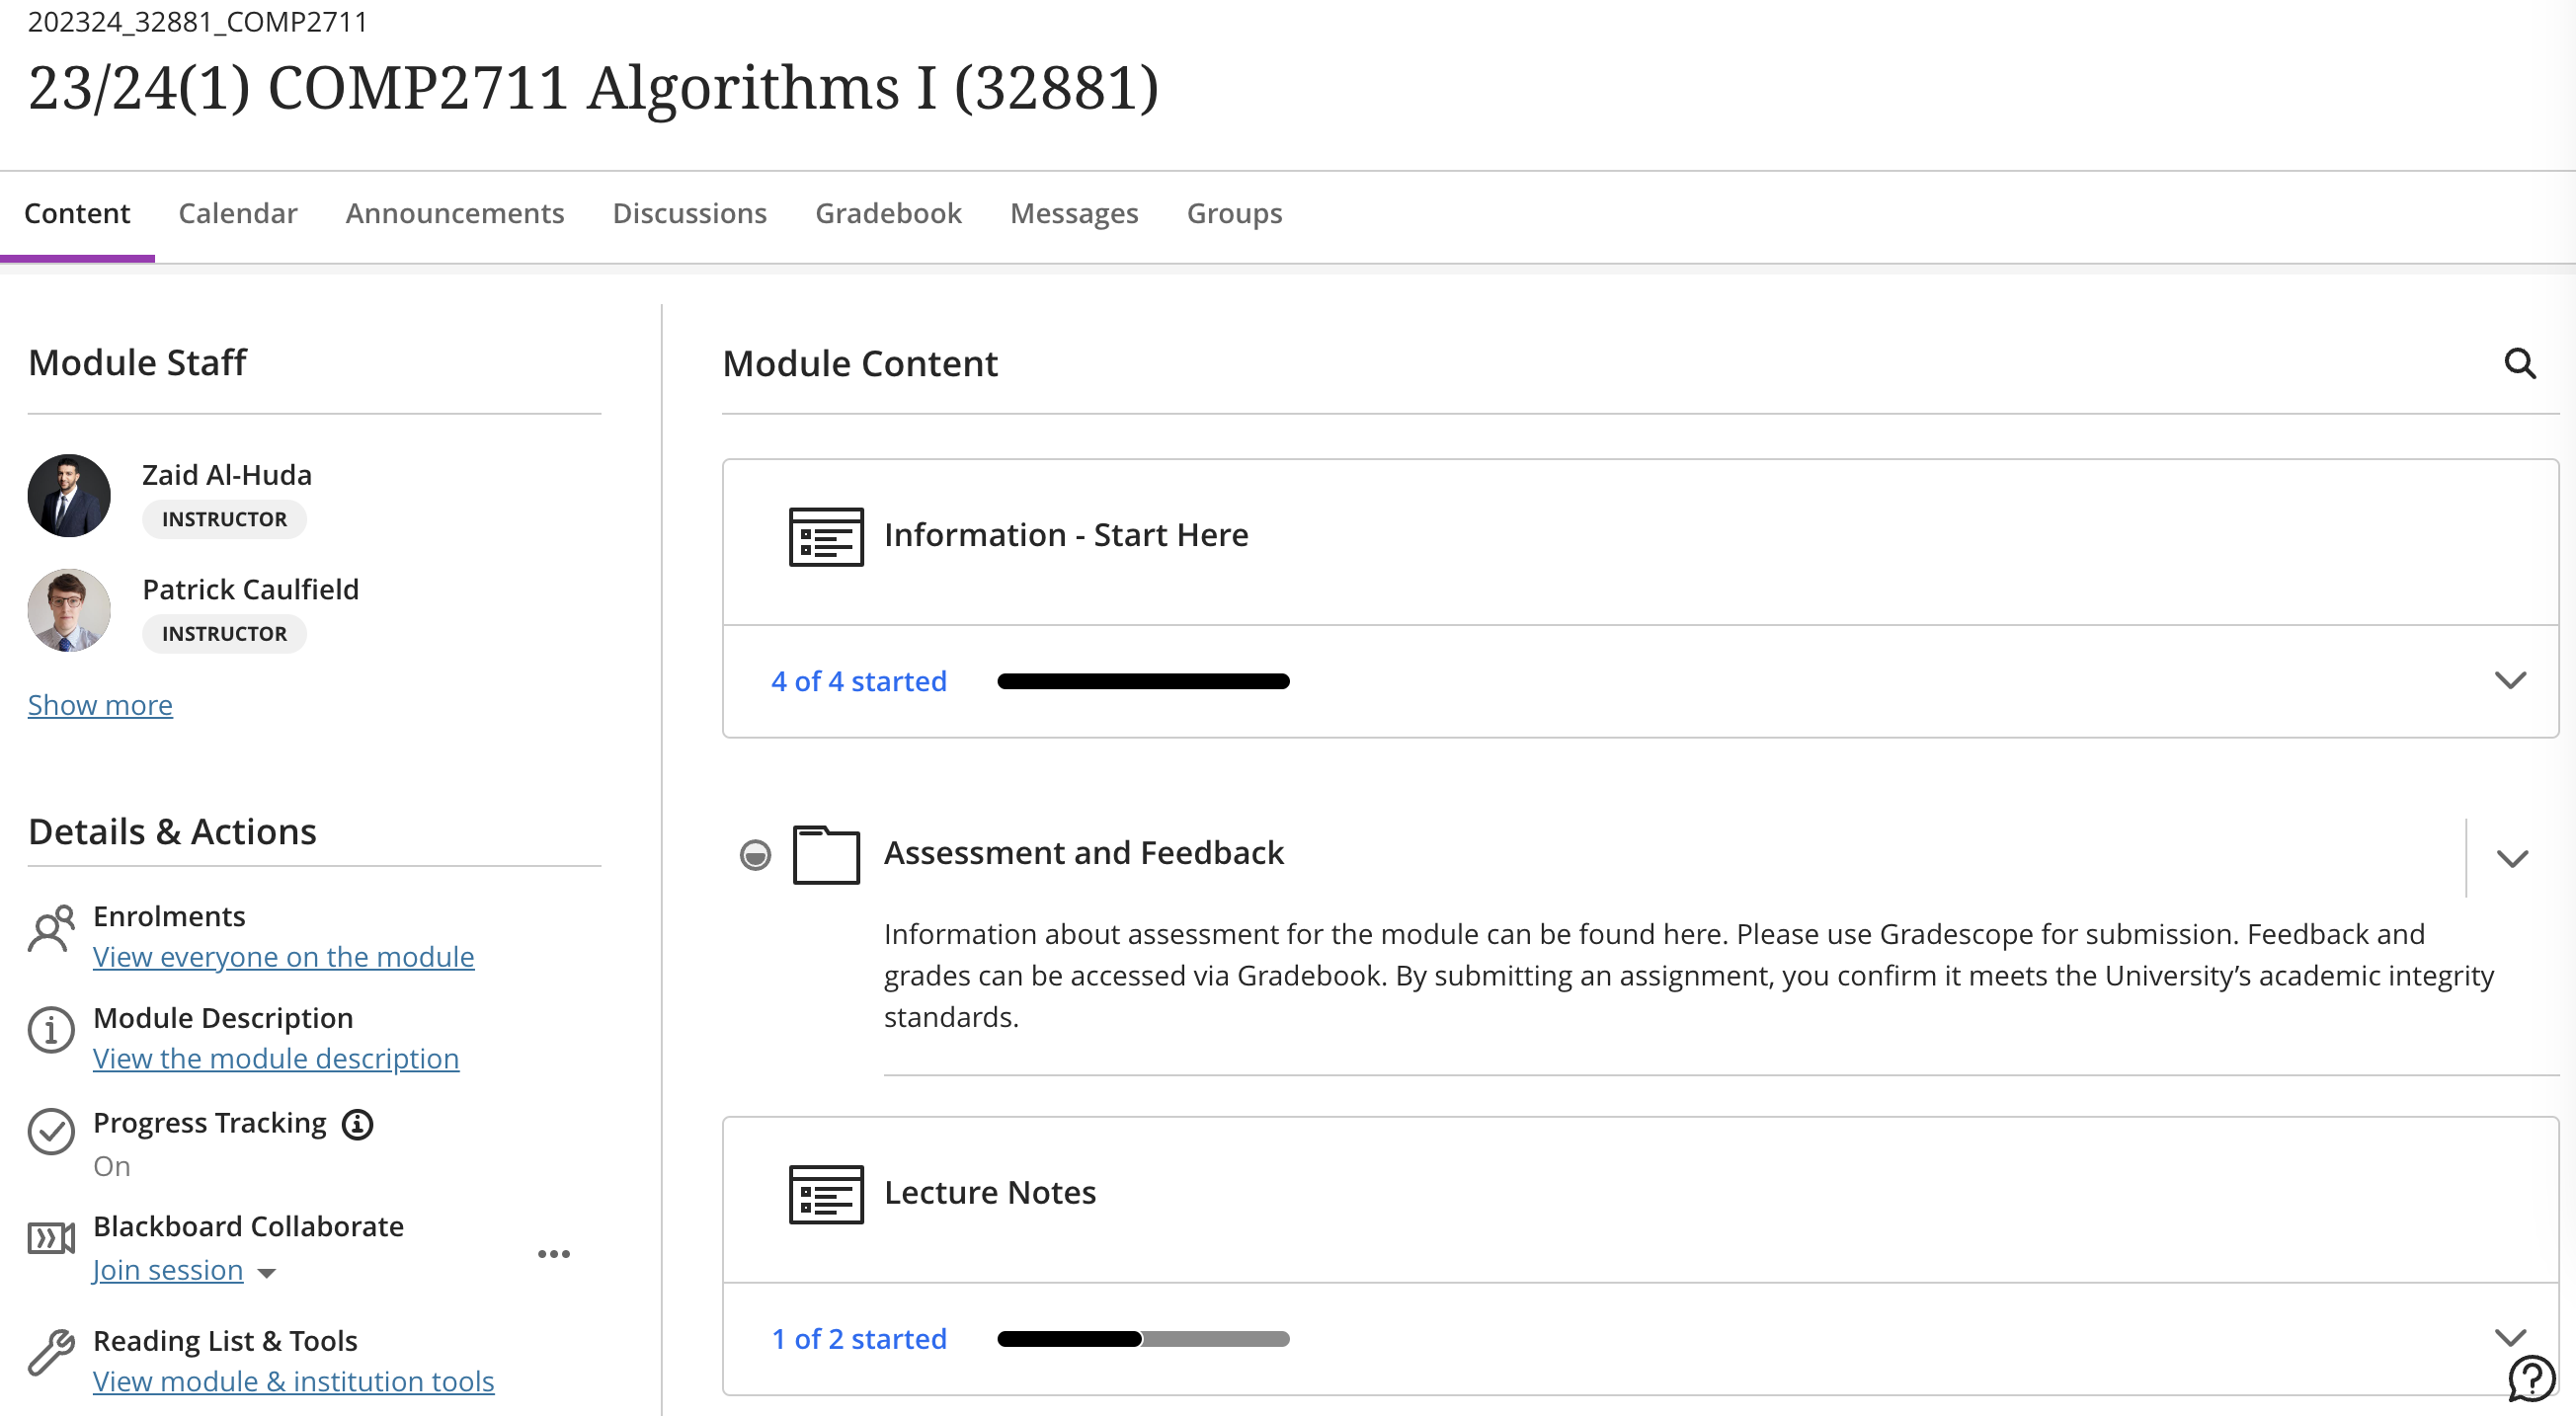 202324_32881_COMP2711
23/24(1) COMP2711 Algorithms I (32881)
Content Calendar Announcements Discussions Gradebook Messages Groups
Module Staff
Zaid Al-Huda
INSTRUCTOR
Patrick Caulfield
INSTRUCTOR
Show more
Details & Actions
Enrolments
View everyone on the module
Module Description
View the module description
Progress Tracking
On
Blackboard Collaborate
Join session
Reading List & Tools
View module & institution tools
Module Content
Information - Start Here
4 of 4 started
Assessment and Feedback
Information about assessment for the module can be found here. Please use Gradescope for submission. Feedback and
grades can be accessed via Gradebook. By submitting an assignment, you confirm it meets the University’s academic integrity
standards.
Lecture Notes
1 of 2 started